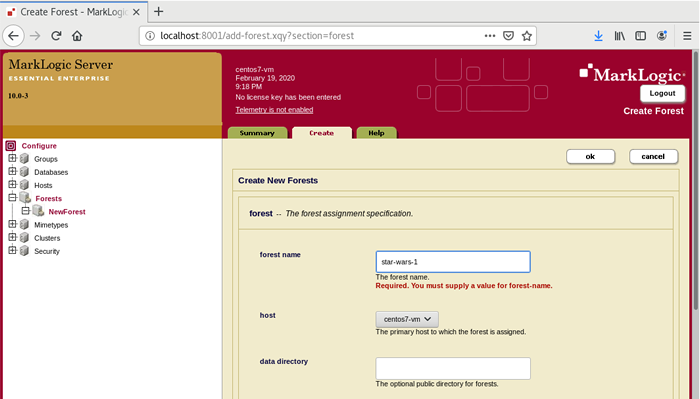 Create Forest - MarkLogic
localhost:8001/add-forest.xqy?section=forest
MarkLogic Server
ESSENTIAL ENTERPRISE
10.0-3
centos7-vm
February 19, 2020
9:18 PM
No license key has been entered
Telemetry is not enabled
MarkLogic
Logout
Create Forest
Summary
Create
Help
Configure
Groups
Databases
Hosts
Forests
NewForest
Mimetypes
Clusters
Security
ok
cancel
Create New Forests
forest -- The forest assignment specification.
forest name
star-wars-1
The forest name.
Required. You must supply a value for forest-name.
host
centos7-vm
The primary host to which the forest is assigned.
data directory
The optional public directory for forests.